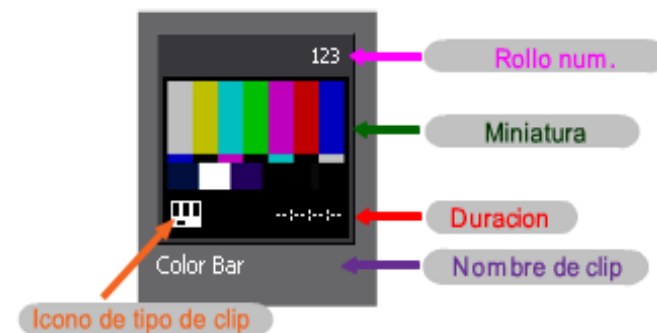 123
Rollo num.
Miniatura
--:--:--:--
Duracion
Color Bar
Nombre de clip
Icono de tipo de clip